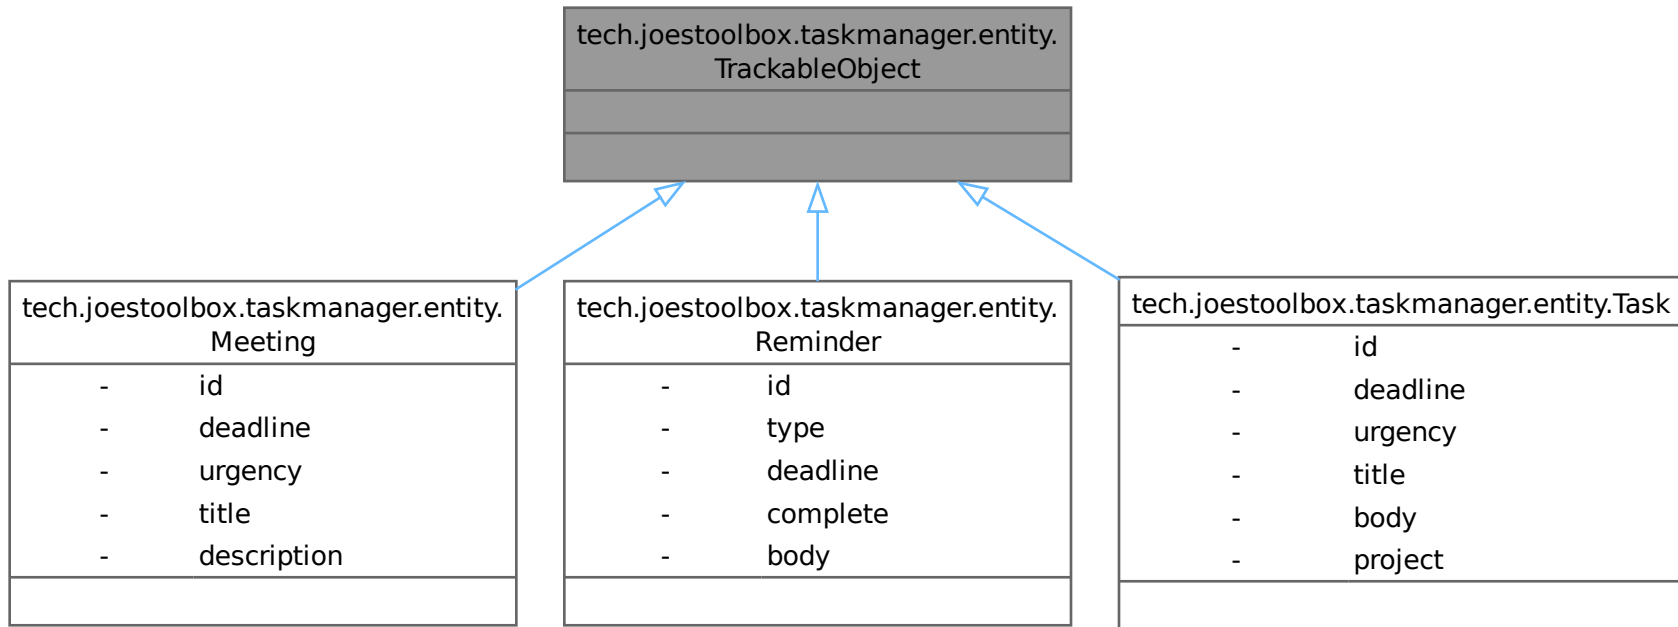 tech.joestoolbox.taskmanager.entity.
TrackableObject
tech.joestoolbox.taskmanager.entity.
Meeting
- id
- deadline
- urgency
- title
- description
tech.joestoolbox.taskmanager.entity.
Reminder
- id
- type
- deadline
- complete
- body
tech.joestoolbox.taskmanager.entity.Task
- id
- deadline
- urgency
- title
- body
- project